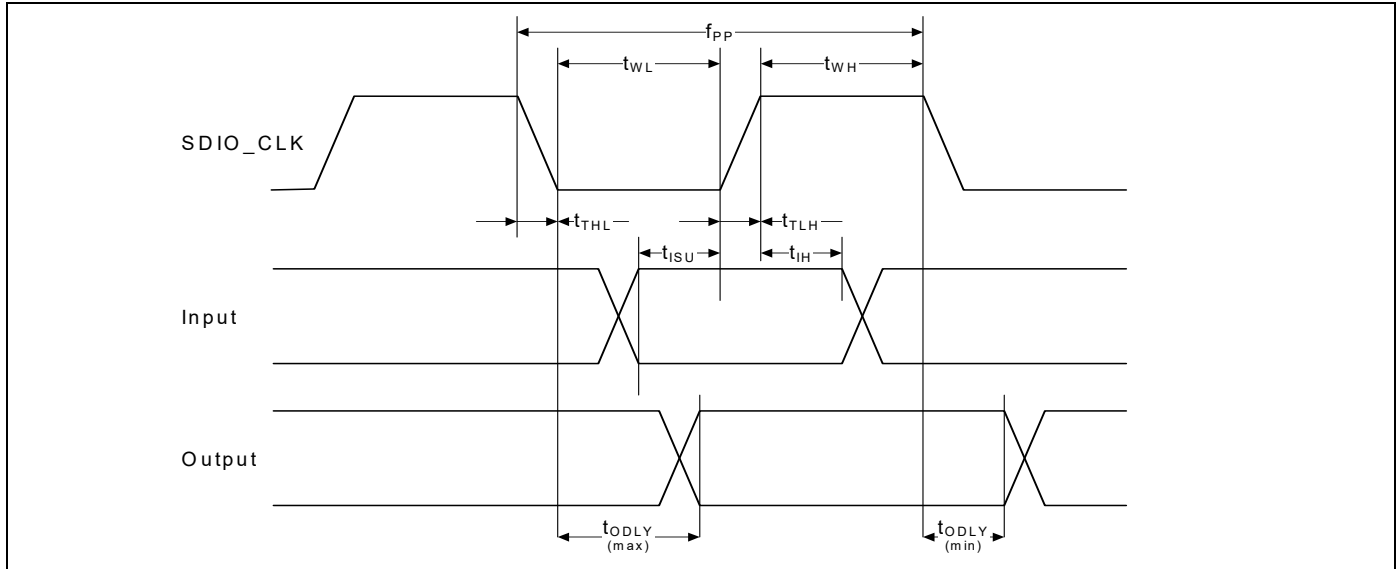 fPP
tWL
tWH
SDIO_CLK
tTHL
tTLH
tISU
tIH
Input
Output
tODLY
(max)
tODLY
(min)